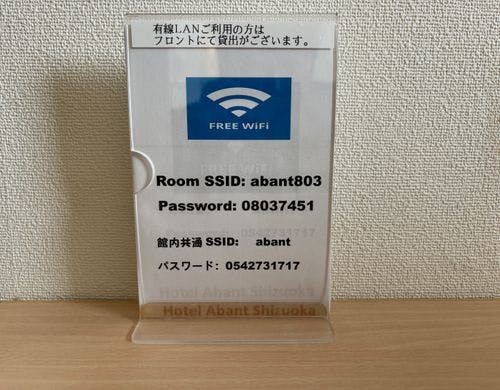 有線LANご利用の方は
フロントにて貸出がございます。
FREE WiFi
Room SSID: abant803
Password: 08037451
館内共通 SSID: abant
パスワード: 0542731717
Hotel Abant Shizuoka